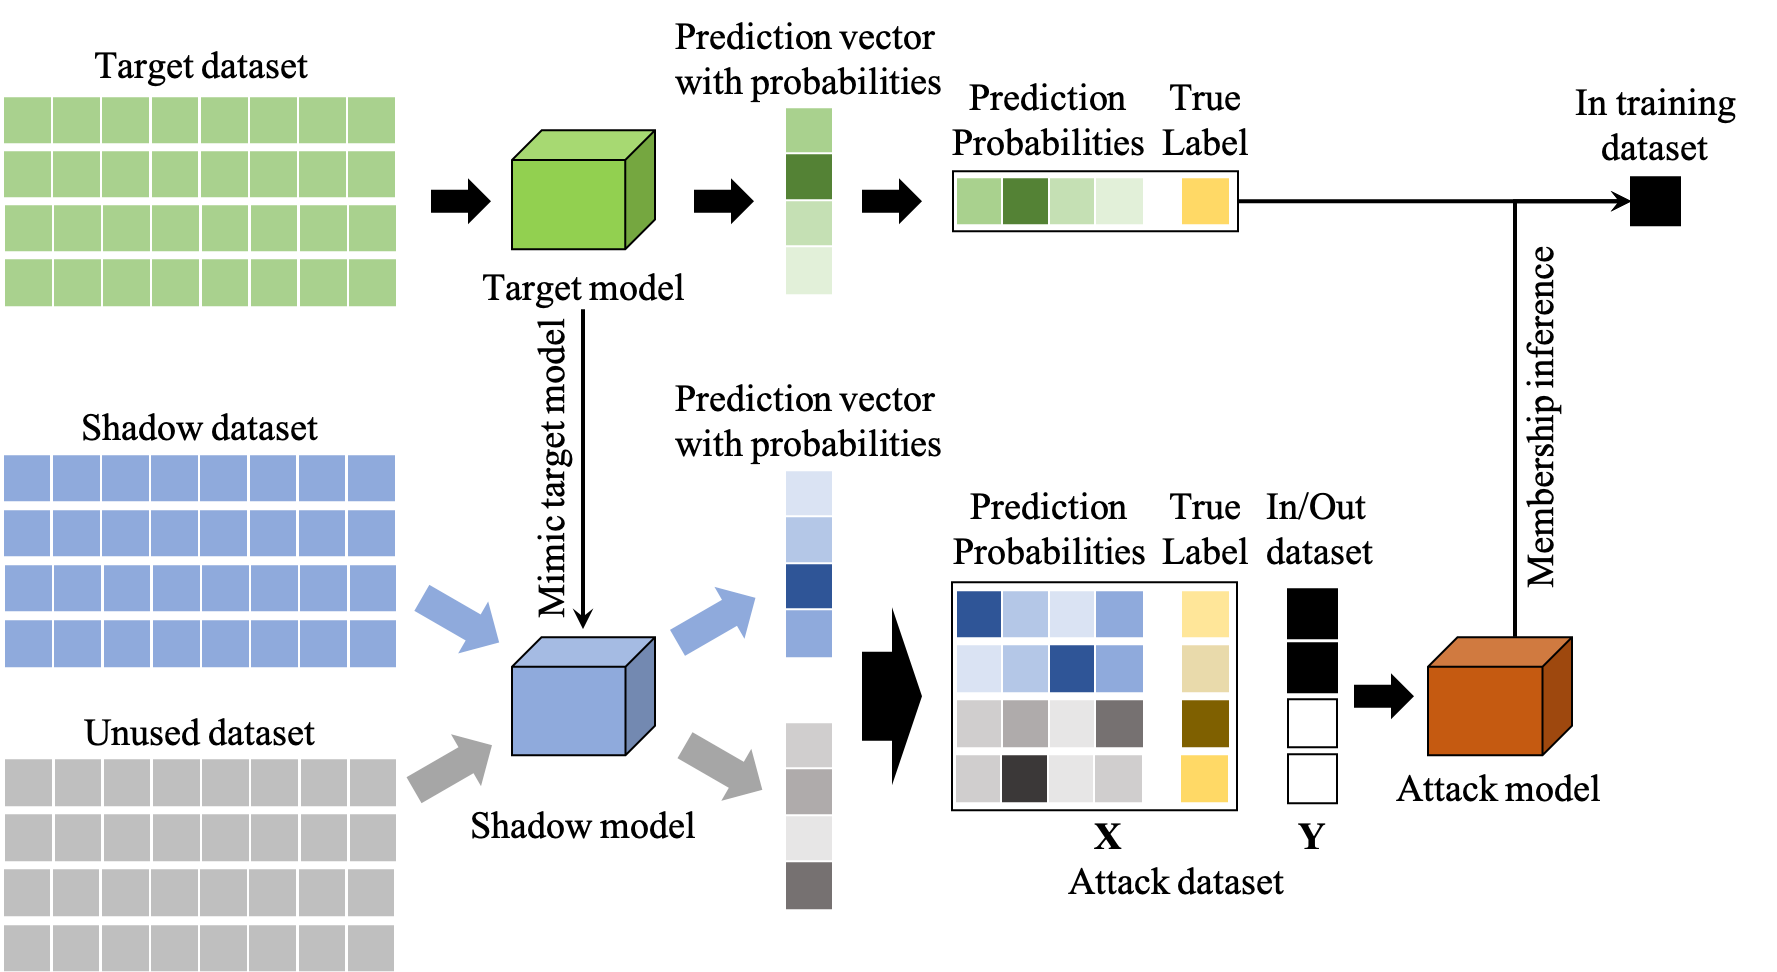 Target dataset
Prediction vector
with probabilities
Prediction
Probabilities
True
Label
In training
dataset
Target model
Mimic target model
Membership inference
Shadow dataset
Prediction vector
with probabilities
Prediction
Probabilities
True
Label
In/Out
dataset
Unused dataset
Shadow model
Attack model
X
Y
Attack dataset